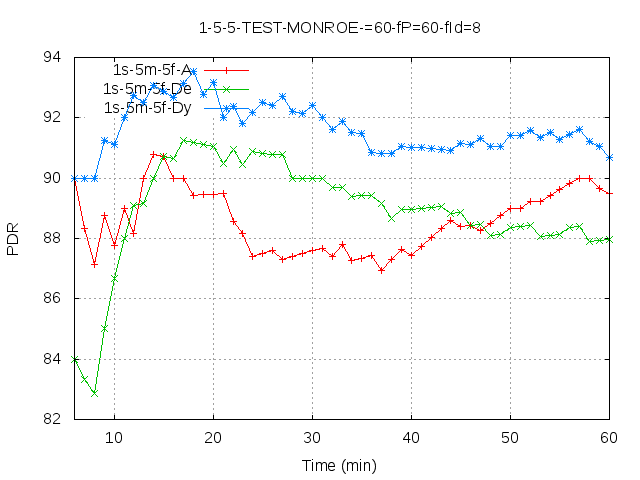 1-5-5-TEST-MONROE-=60-fP=60-fId=8
94
92
90
88
86
84
82
PDR
1s-5m-5f-A
1s-5m-5f-De
1s-5m-5f-Dy
10 20 30 40 50 60
Time (min)